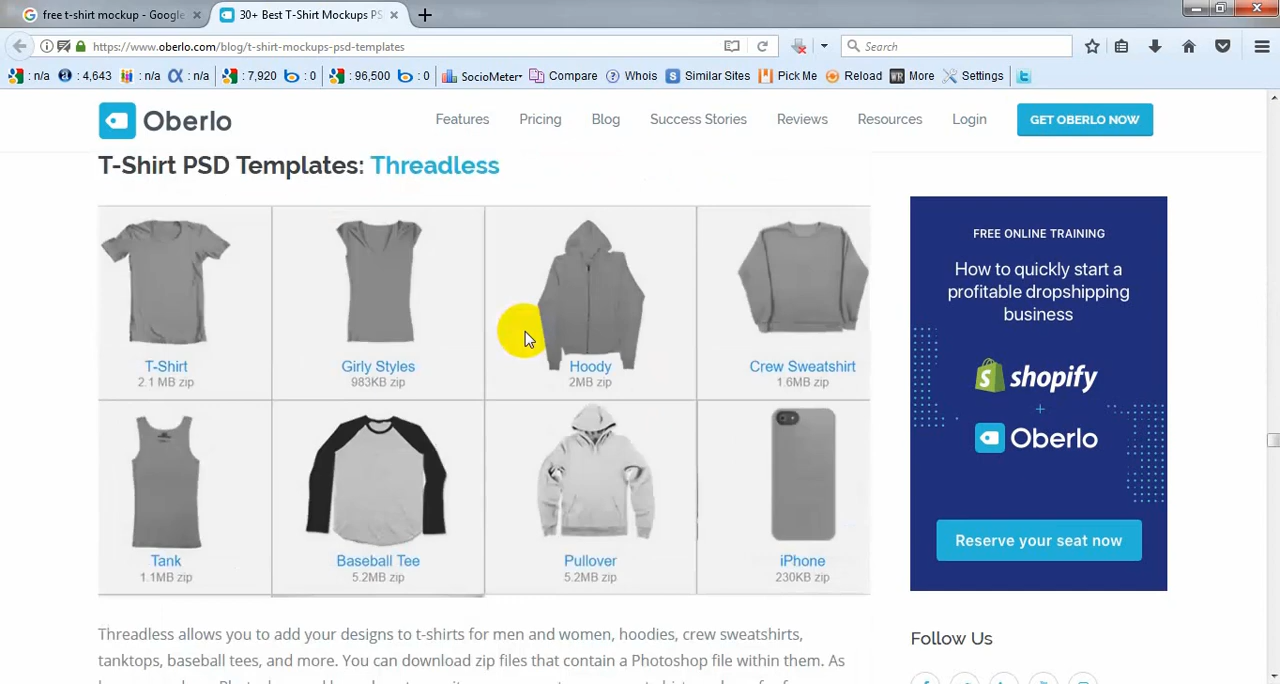 free t-shirt mockup - Google
30+ Best T-Shirt Mockups PS
https://www.oberlo.com/blog/t-shirt-mockups-psd-templates
Search
: n/a : 4,643 : n/a : n/a : 7,920 : 0 : 96,500 : 0 SocioMeter Compare Whois Similar Sites Pick Me Reload More Settings
Oberlo
Features Pricing Blog Success Stories Reviews Resources Login GET OBERLO NOW
T-Shirt PSD Templates: Threadless
T-Shirt Girly Styles Hoody Crew Sweatshirt
2.1 MB zip 983KB zip 2MB zip 1.6MB zip
Tank Baseball Tee Pullover iPhone
1.1MB zip 5.2MB zip 5.2MB zip 230KB zip
Threadless allows you to add your designs to t-shirts for men and women, hoodies, crew sweatshirts,
tanktops, baseball tees, and more. You can download zip files that contain a Photoshop file within them. As
FREE ONLINE TRAINING
How to quickly start a
profitable dropshipping
business
shopify
+
Oberlo
Reserve your seat now
Follow Us